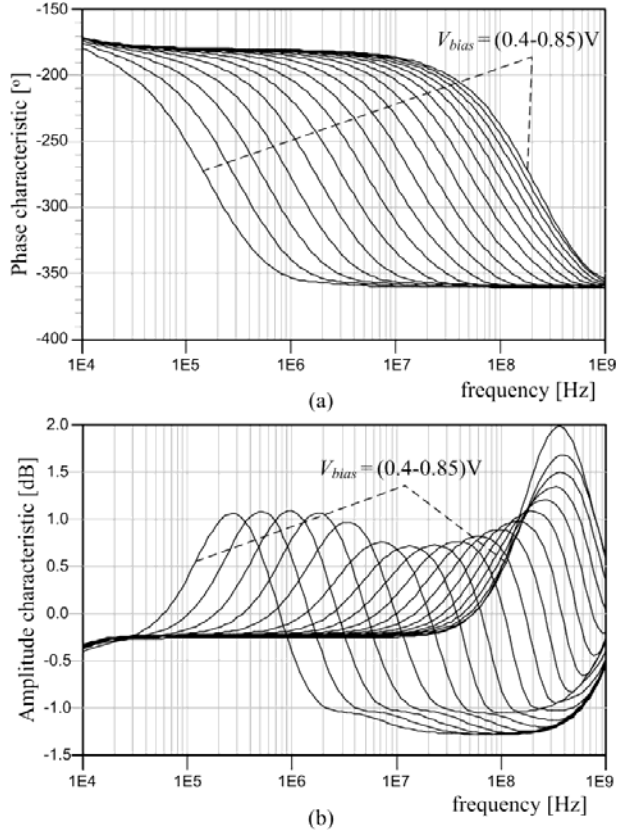 -150
-200
-250
-300
-350
-400
Phase characteristic [°]
V_bias = (0.4-0.85)V
1E4 1E5 1E6 1E7 1E8 1E9
frequency [Hz]
(a)
2.0
1.5
1.0
0.5
0.0
-0.5
-1.0
-1.5
Amplitude characteristic [dB]
V_bias = (0.4-0.85)V
1E4 1E5 1E6 1E7 1E8 1E9
frequency [Hz]
(b)